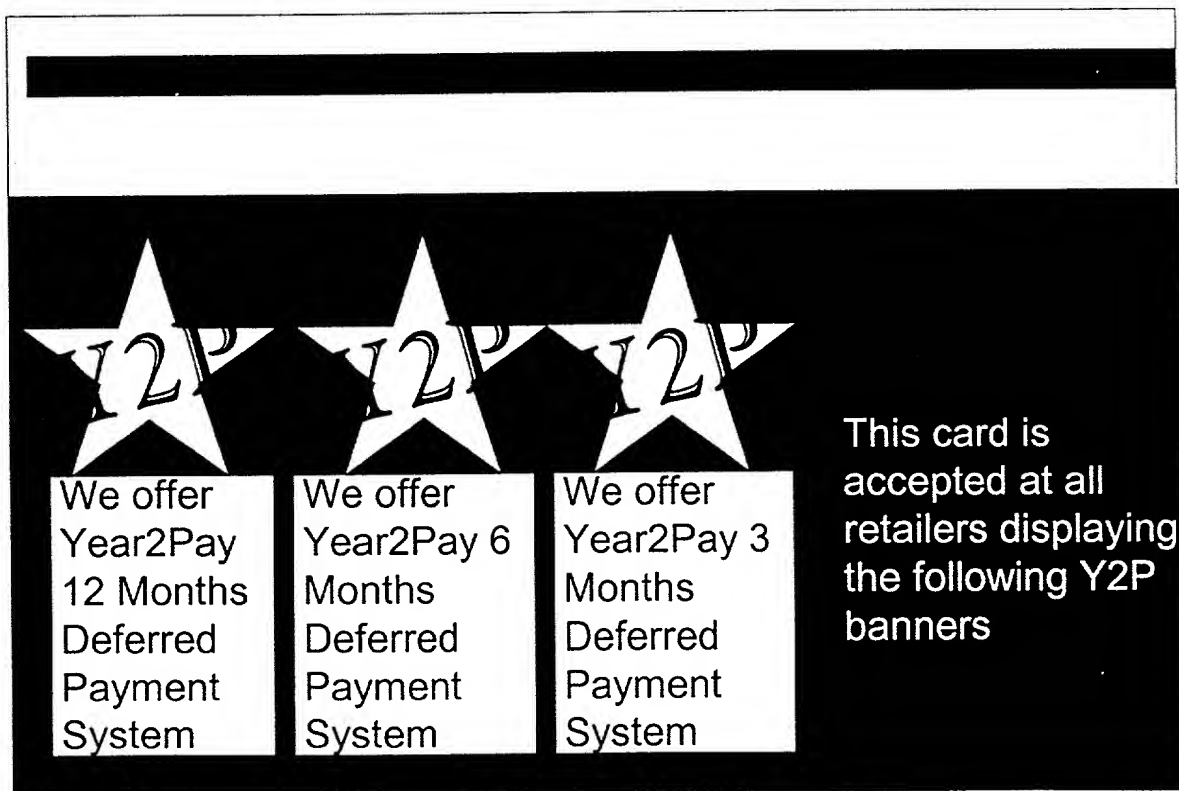 Y2P
Y2P
Y2P
We offer
Year2Pay
12 Months
Deferred
Payment
System
We offer
Year2Pay 6
Months
Deferred
Payment
System
We offer
Year2Pay 3
Months
Deferred
Payment
System
This card is
accepted at all
retailers displaying
the following Y2P
banners